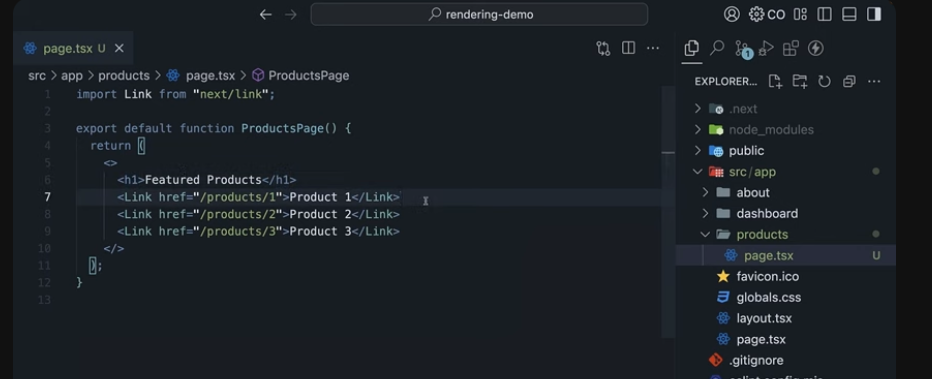 rendering-demo
CO
page.tsx U
src > app > products > page.tsx > ProductsPage
1 import Link from "next/link";
2
3 export default function ProductsPage() {
4 return (
5 <>
6 <h1>Featured Products</h1>
7 <Link href="/products/1">Product 1</Link>
8 <Link href="/products/2">Product 2</Link>
9 <Link href="/products/3">Product 3</Link>
10 </>
11 );
12 }
13
1
EXPLORER...
.next
node_modules
public
src/app
about
dashboard
products
page.tsx U
favicon.ico
globals.css
layout.tsx
page.tsx
.gitignore